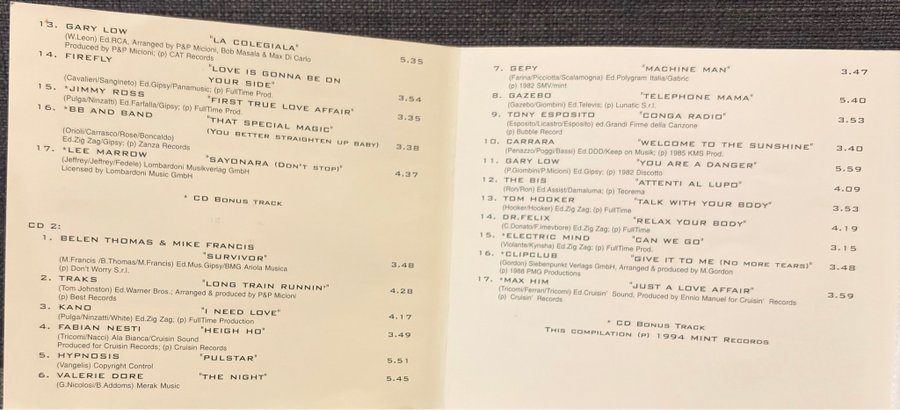 13. GARY LOW "LA COLEGIALA"
(W.Leon) Ed.RCA, Arranged by P&P Micioni, Bob Masala & Max Di Carlo
Produced by P&P Micioni; (p) CAT Records 5.35
14. FIREFLY "LOVE IS GONNA BE ON
YOUR SIDE"
(Cavalieri/Sangineto) Ed.Gipsy/Panamusic; (p) FullTime Prod. 3.54
15. *JIMMY ROSS "FIRST TRUE LOVE AFFAIR"
(Pulga/Ninzatti) Ed.Farfalla/Gipsy; (p) FullTime Prod. 3.35
16. *BB AND BAND "THAT SPECIAL MAGIC"
(YOU BETTER STRAIGHTEN UP BABY)
(Orioli/Carrasco/Rose/Boncaldo) 3.38
Ed.Zig Zag/Gipsy; (p) Zanza Records
17. *LEE MARROW "SAYONARA (DON'T STOP)"
(Jeffrey/Jeffrey/Fedele) Lombardoni Musikverlag GmbH 4.37
Licensed by Lombardoni Music GmbH
* CD BONUS TRACK
CD 2:
1. BELEN THOMAS & MIKE FRANCIS
"SURVIVOR"
(M.Francis /B.Thomas/M.Francis) Ed.Mus.Gipsy/BMG Ariola Musica 3.48
(p) Don't Worry S.r.l.
2. TRAKS "LONG TRAIN RUNNIN'"
(Tom Johnston) Ed.Warner Bros.; Arranged & produced by P&P Micioni 4.28
(p) Best Records
3. KANO "I NEED LOVE"
(Pulga/Ninzatti/White) Ed.Zig Zag; (p) FullTime Production 4.17
4. FABIAN NESTI "HEIGH HO"
(Tricomi/Nacci) Ala Bianca/Cruisin Sound 3.49
Produced for Cruisin Records; (p) Cruisin Records
5. HYPNOSIS "PULSTAR"
(Vangelis) Copyright Control 5.51
6. VALERIE DORE "THE NIGHT"
(G.Nicolosi/B.Addoms) Merak Music 5.45
7. GEPY "MACHINE MAN"
(Farina/Picciotta/Scalamogna) Ed.Polygram Italia/Gabric 3.47
(p) 1982 SMV/mint
8. GAZEBO "TELEPHONE MAMA"
(Gazebo/Giombini) Ed.Televis; (p) Lunatic S.r.l. 5.40
9. TONY ESPOSITO "CONGA RADIO"
(Esposito/Licastro/Esposito) ed.Grandi Firme della Canzone 3.53
(p) Bubble Record
10. CARRARA "WELCOME TO THE SUNSHINE"
(Perazzo/Poggi/Bassi) Ed.DDD/Keep on Musik; (p) 1985 KMS Prod. 3.40
11. GARY LOW "YOU ARE A DANGER"
(P.Giombini/P.Micioni) Ed.Gipsy; (p) 1982 Discotto 5.59
12. THE BIS "ATTENTI AL LUPO"
(Ron/Ron) Ed.Assist/Damaluma; (p) Teorema 4.09
13. TOM HOOKER "TALK WITH YOUR BODY"
(Hooker/Hooker) Ed.Zig Zag; (p) FullTime 3.53
14. DR.FELIX "RELAX YOUR BODY"
(C.Donato/F.Imevbore) Ed.Zig Zag; (p) FullTime 4.19
15. *ELECTRIC MIND "CAN WE GO"
(Violante/Kynsha) Ed.Zig Zag; (p) FullTime Prod. 3.15
16. *CLIPCLUB "GIVE IT TO ME (NO MORE TEARS)"
(Gordon) Siebenpunkt Verlags GmbH, Arranged & produced by M.Gordon 3.48
(p) 1986 PMG Productions
17. *MAX HIM "JUST A LOVE AFFAIR"
(Tricomi/Ferrari/Tricomi) Ed.Cruisin' Sound, Produced by Ennio Manuel for Cruisin' Records 3.59
(p) Cruisin' Records
* CD BONUS TRACK
THIS COMPILATION (P) 1994 MINT RECORDS